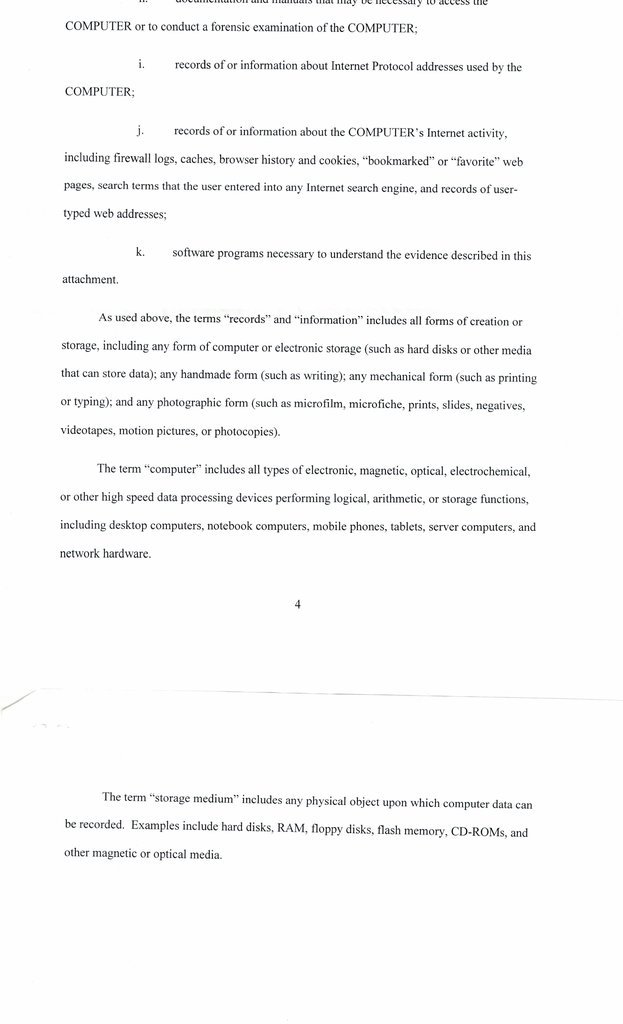 h. documentation and manuals that may be necessary to access the
COMPUTER or to conduct a forensic examination of the COMPUTER;
i. records of or information about Internet Protocol addresses used by the
COMPUTER;
j. records of or information about the COMPUTER’s Internet activity,
including firewall logs, caches, browser history and cookies, “bookmarked” or “favorite” web
pages, search terms that the user entered into any Internet search engine, and records of user-
typed web addresses;
k. software programs necessary to understand the evidence described in this
attachment.
As used above, the terms “records” and “information” includes all forms of creation or
storage, including any form of computer or electronic storage (such as hard disks or other media
that can store data); any handmade form (such as writing); any mechanical form (such as printing
or typing); and any photographic form (such as microfilm, microfiche, prints, slides, negatives,
videotapes, motion pictures, or photocopies).
The term “computer” includes all types of electronic, magnetic, optical, electrochemical,
or other high speed data processing devices performing logical, arithmetic, or storage functions,
including desktop computers, notebook computers, mobile phones, tablets, server computers, and
network hardware.
4
The term “storage medium” includes any physical object upon which computer data can
be recorded. Examples include hard disks, RAM, floppy disks, flash memory, CD-ROMs, and
other magnetic or optical media.